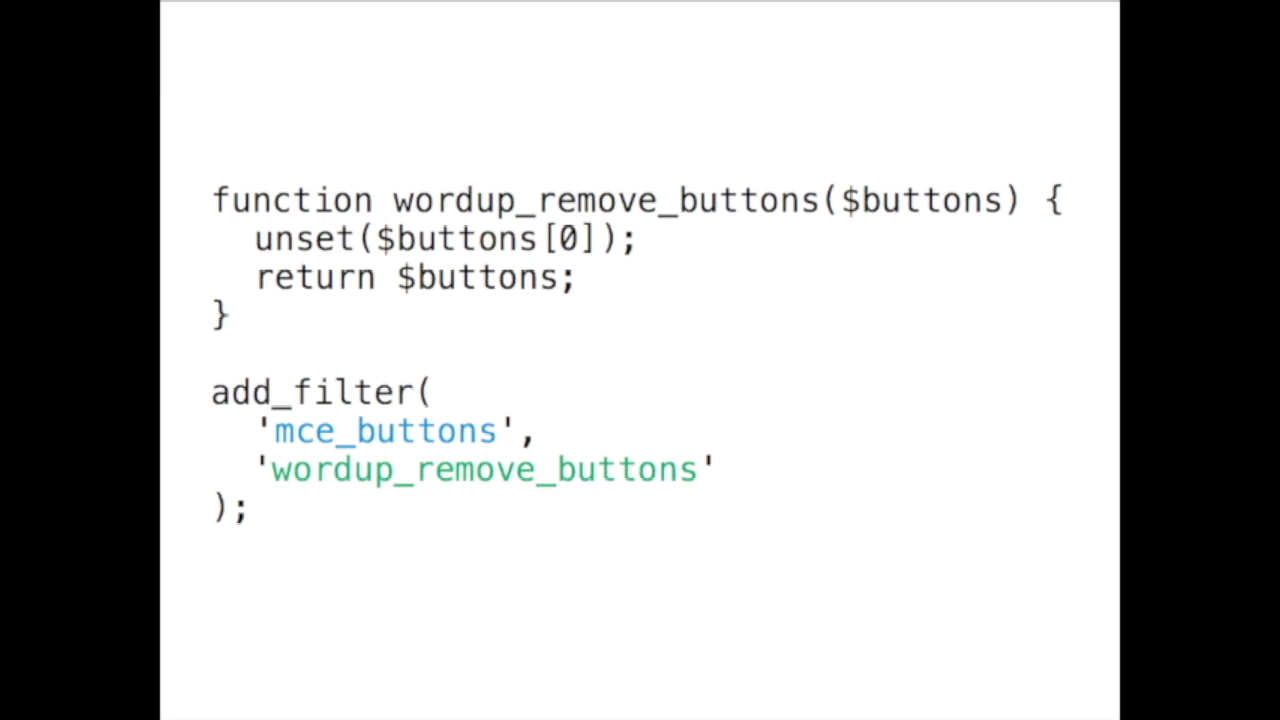 function wordup_remove_buttons($buttons) {
unset($buttons[0]);
return $buttons;
}
add_filter(
'mce_buttons',
'wordup_remove_buttons'
);